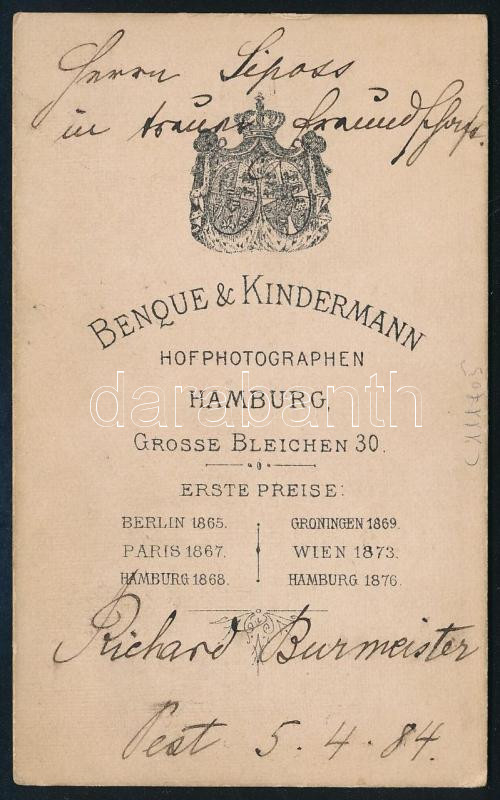 Herrn Siposs
in treuer Freundschaft.
BENQUE & KINDERMANN
HOFPHOTOGRAPHEN
darabanth
HAMBURG,
GROSSE BLEICHEN 30.
ERSTE PREISE:
BERLIN 1865. GRONINGEN 1869.
PARIS 1867. WIEN 1873.
HAMBURG 1868. HAMBURG 1876.
Richard Burmeister
Pest 5. 4. 84.